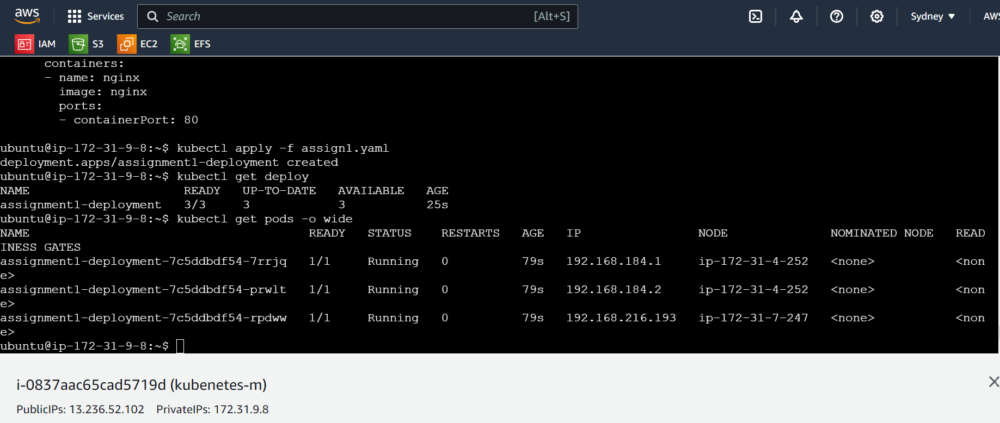 aws Services Search [Alt+S] Sydney ▼ AWS
IAM S3 EC2 EFS
containers:
- name: nginx
image: nginx
ports:
- containerPort: 80
ubuntu@ip-172-31-9-8:~$ kubectl apply -f assign1.yaml
deployment.apps/assignment1-deployment created
ubuntu@ip-172-31-9-8:~$ kubectl get deploy
NAME READY UP-TO-DATE AVAILABLE AGE
assignment1-deployment 3/3 3 3 25s
ubuntu@ip-172-31-9-8:~$ kubectl get pods -o wide
NAME READY STATUS RESTARTS AGE IP NODE NOMINATED NODE READ
INESS GATES
assignment1-deployment-7c5ddbdf54-7rrjq 1/1 Running 0 79s 192.168.184.1 ip-172-31-4-252 <none> <non
e>
assignment1-deployment-7c5ddbdf54-prwlt 1/1 Running 0 79s 192.168.184.2 ip-172-31-4-252 <none> <non
e>
assignment1-deployment-7c5ddbdf54-rpdww 1/1 Running 0 79s 192.168.216.193 ip-172-31-7-247 <none> <non
e>
ubuntu@ip-172-31-9-8:~$
i-0837aac65cad5719d (kubenetes-m)
PublicIPs: 13.236.52.102 PrivateIPs: 172.31.9.8